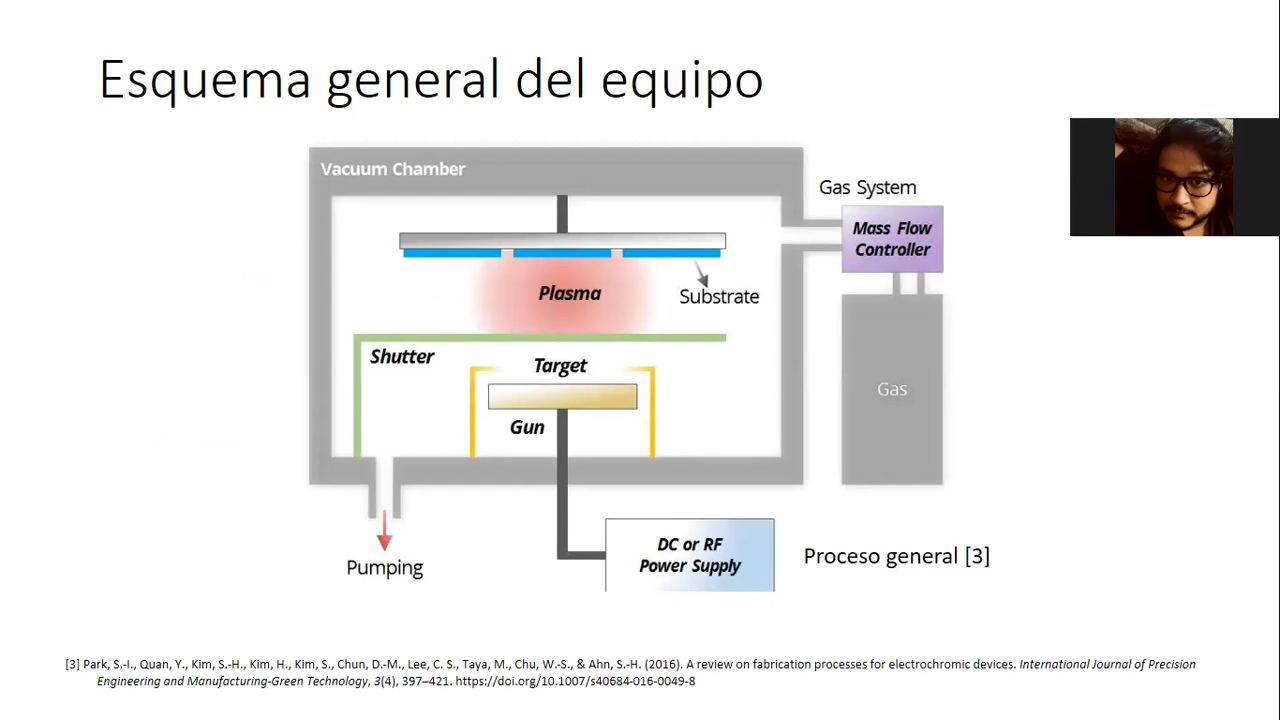 Esquema general del equipo
Vacuum Chamber
Gas System
Mass Flow
Controller
Plasma
Substrate
Shutter
Target
Gas
Gun
DC or RF
Power Supply
Pumping
Proceso general [3]
[3] Park, S.-I., Quan, Y., Kim, S.-H., Kim, H., Kim, S., Chun, D.-M., Lee, C. S., Taya, M., Chu, W.-S., & Ahn, S.-H. (2016). A review on fabrication processes for electrochromic devices. International Journal of Precision
Engineering and Manufacturing-Green Technology, 3(4), 397–421. https://doi.org/10.1007/s40684-016-0049-8